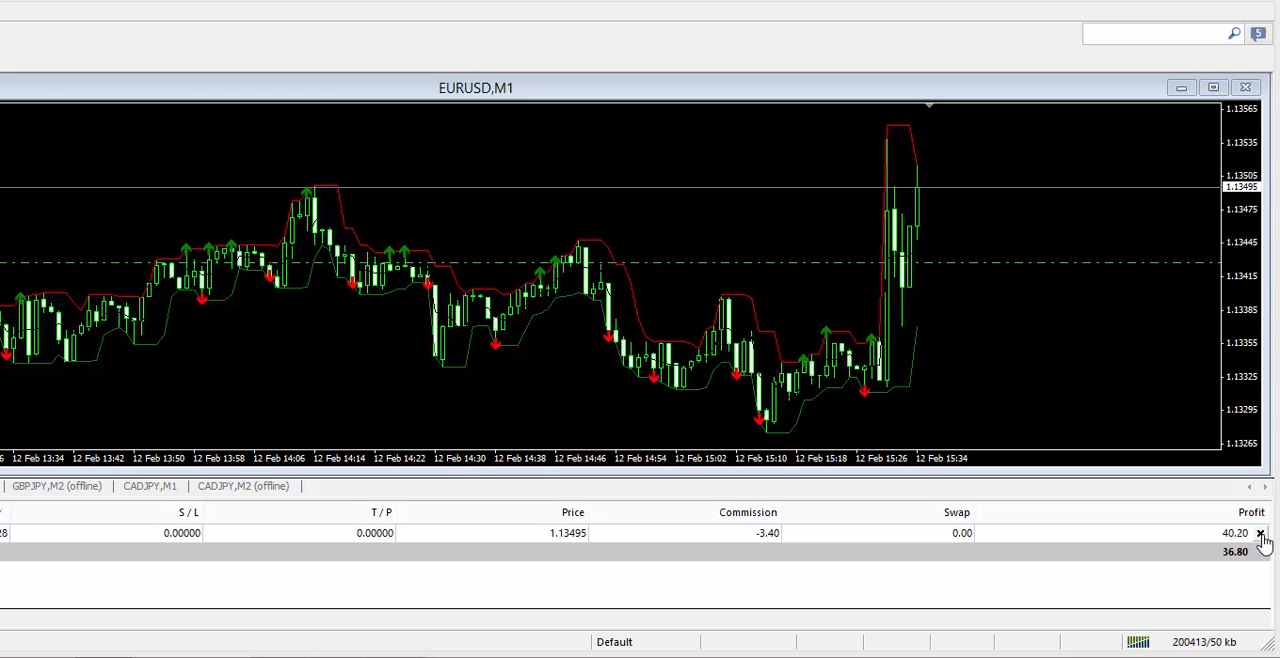 5
EURUSD,M1
1.13565
1.13535
1.13505
1.13495
1.13475
1.13445
1.13415
1.13385
1.13355
1.13325
1.13295
1.13265
6 12 Feb 13:34 12 Feb 13:42 12 Feb 13:50 12 Feb 13:58 12 Feb 14:06 12 Feb 14:14 12 Feb 14:22 12 Feb 14:30 12 Feb 14:38 12 Feb 14:46 12 Feb 14:54 12 Feb 15:02 12 Feb 15:10 12 Feb 15:18 12 Feb 15:26 12 Feb 15:34
GBPJPY,M2 (offline) CADJPY,M1 CADJPY,M2 (offline)
S / L T / P Price Commission Swap Profit
28 0.00000 0.00000 1.13495 -3.40 0.00 40.20
36.80
Default 200413/50 kb